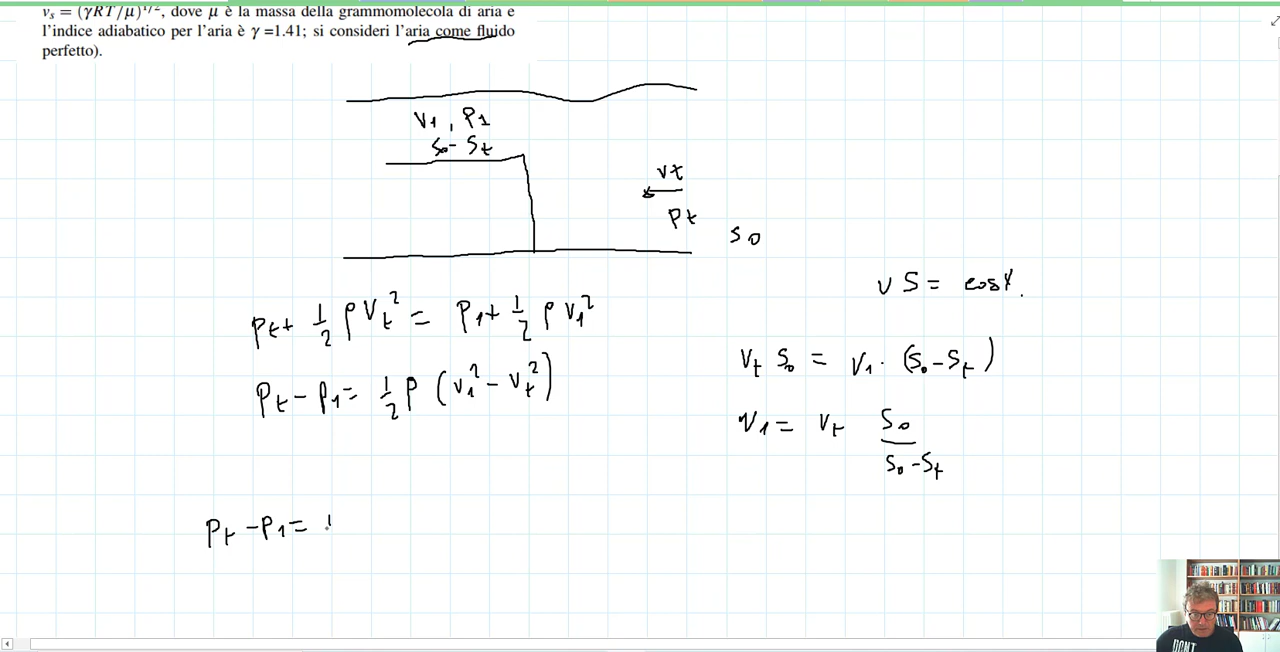 v_s = (γRT/μ)^1/2, dove μ è la massa della grammomolecola di aria e
l'indice adiabatico per l'aria è γ =1.41; si consideri l'aria come fluido
perfetto).
V1, P1
S0 - St
vt
Pt
S0
v S = cost.
Pt + 1/2 ρ Vt² = P1 + 1/2 ρ V1²
Vt S0 = V1 · (S0 - St)
Pt - P1 = 1/2 ρ (V1² - Vt²)
V1 = Vt S0/(S0 - St)
Pt - P1 =
DON'T